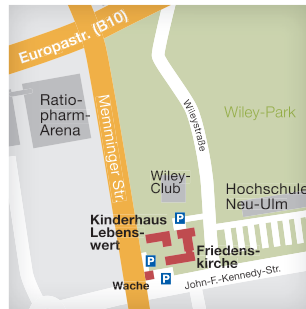 Europastr. (B10)
Ratio-
pharm-
Arena
Memminger Str.
Wileystraße
Wiley-Park
Wiley-
Club
Hochschule
Neu-Ulm
Kinderhaus
Lebens-
wert
P
Friedens-
kirche
P
Wache
P
John-F.-Kennedy-Str.